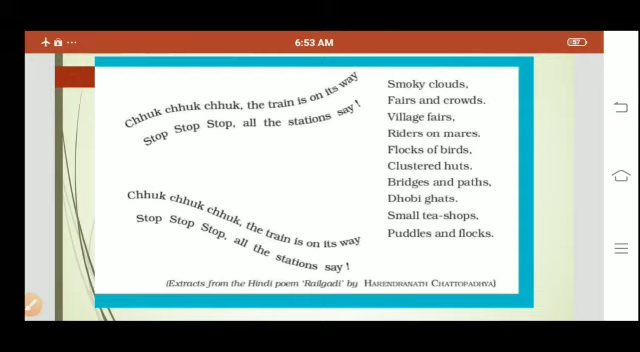 6:53 AM
57
Chhuk chhuk chhuk, the train is on its way
Stop Stop Stop, all the stations say !
Chhuk chhuk chhuk, the train is on its way
Stop Stop Stop, all the stations say !
Smoky clouds,
Fairs and crowds.
Village fairs,
Riders on mares.
Flocks of birds,
Clustered huts.
Bridges and paths,
Dhobi ghats.
Small tea-shops,
Puddles and flocks.
(Extracts from the Hindi poem 'Railgadi' by HARENDRANATH CHATTOPADHYA)